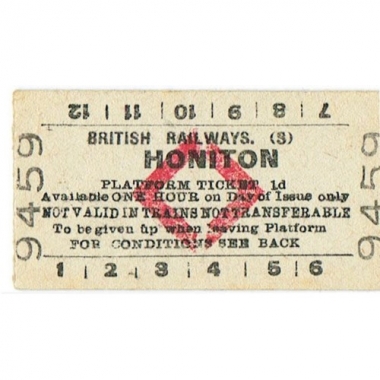 12 | 11 | 10 | 9 | 8 | 7
BRITISH RAILWAYS. (S)
HONITON
PLATFORM TICKET 1d
Available ONE HOUR on Day of Issue only
NOT VALID IN TRAINS NOT TRANSFERABLE
To be given up when leaving Platform
FOR CONDITIONS SEE BACK
1 | 2 | 3 | 4 | 5 | 6
9459
9459